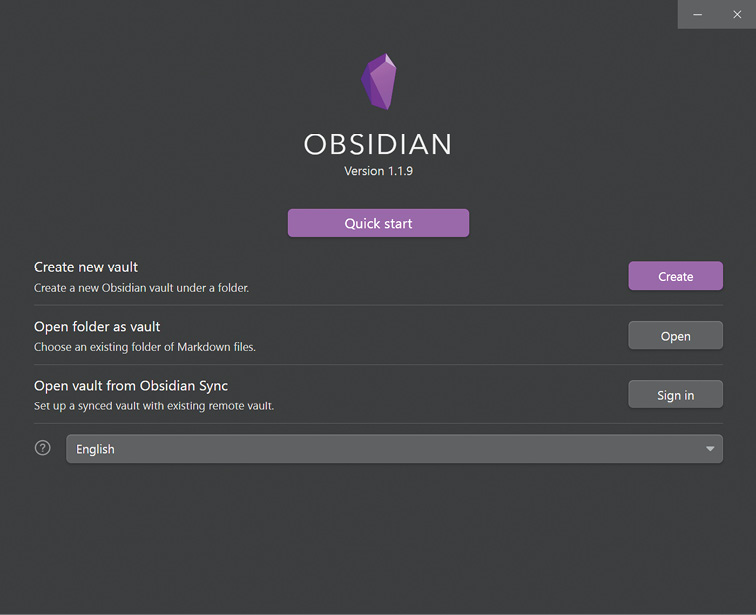 OBSIDIAN
Version 1.1.9
Quick start
Create new vault
Create a new Obsidian vault under a folder.
Create
Open folder as vault
Choose an existing folder of Markdown files.
Open
Open vault from Obsidian Sync
Set up a synced vault with existing remote vault.
Sign in
?
English